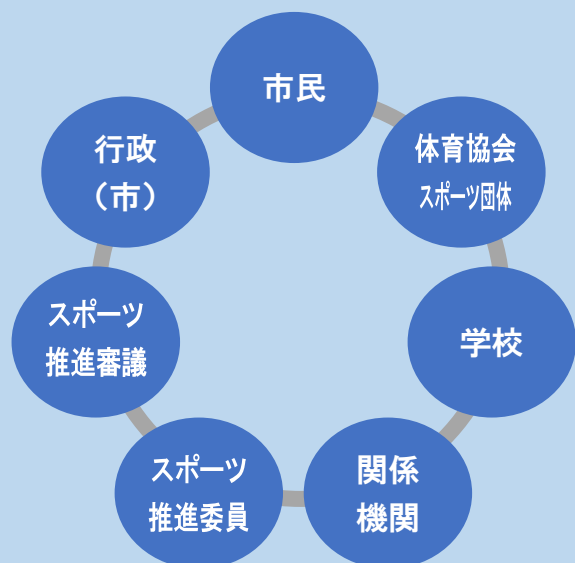 市民
体育協会
スポーツ団体
学校
関係
機関
スポーツ
推進委員
スポーツ
推進審議
行政
（市）